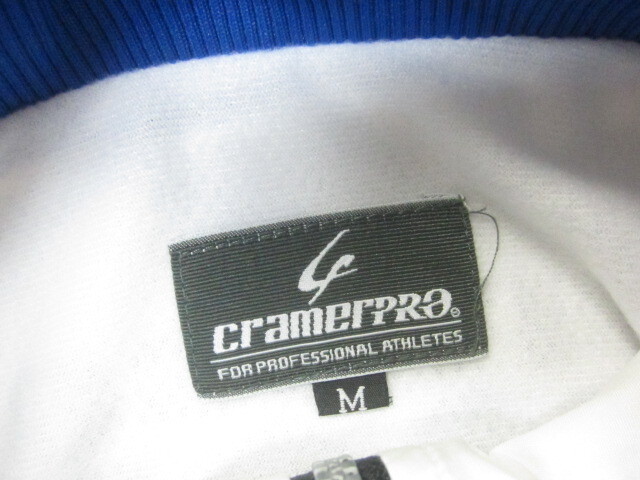 cramerPRO®
FOR PROFESSIONAL ATHLETES
M